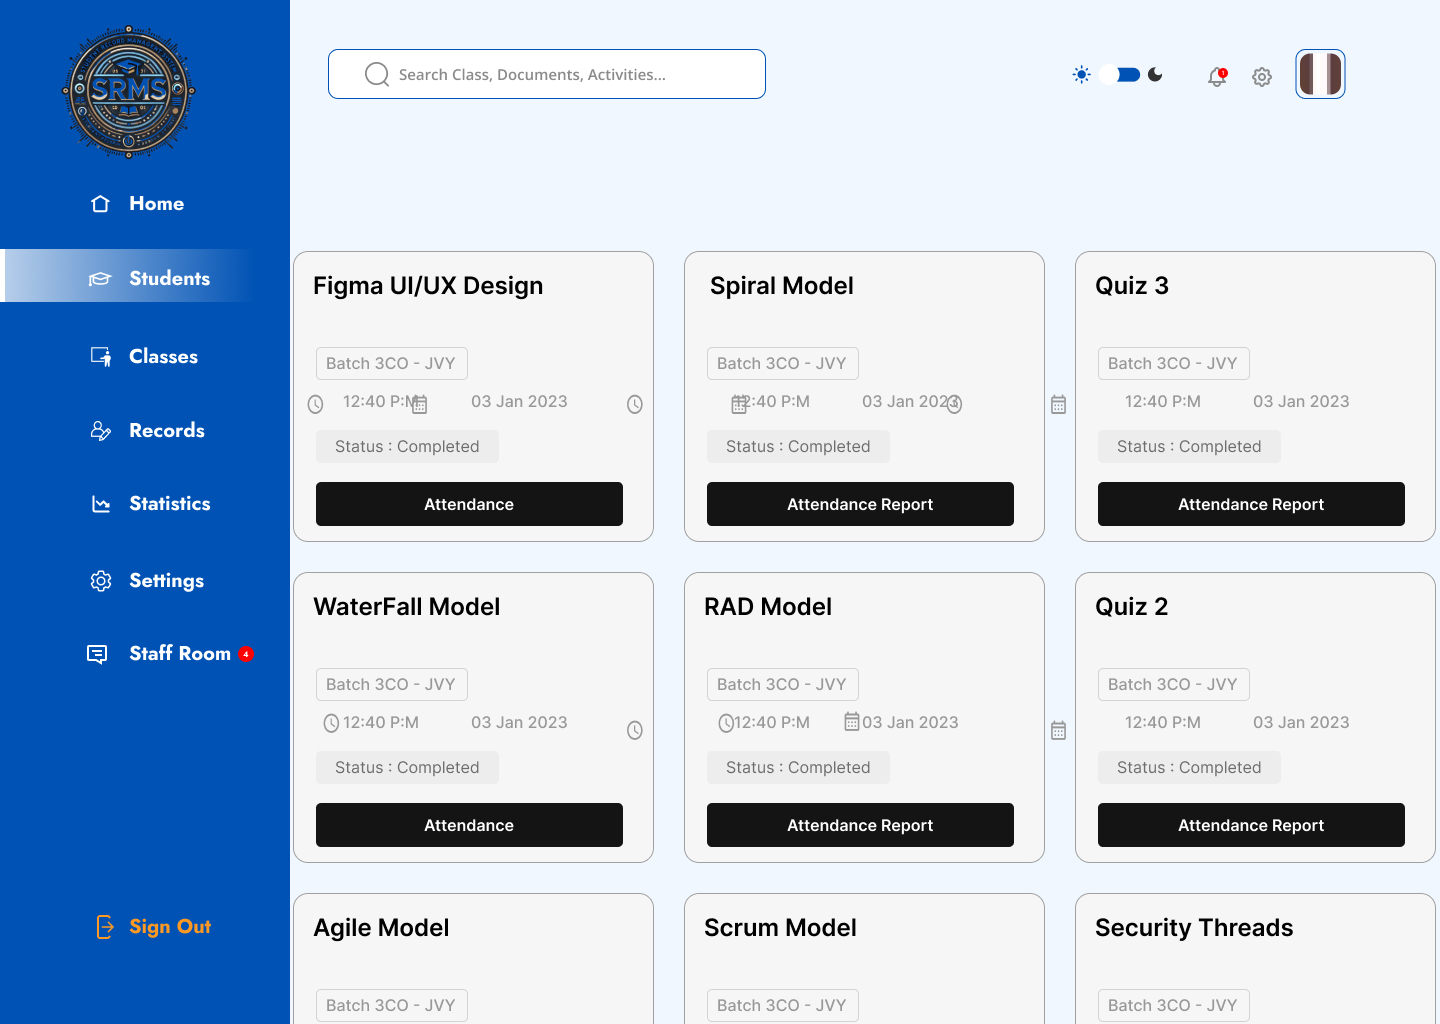 SRMS
Search Class, Documents, Activities...
1
Home
Students
Classes
Records
Statistics
Settings
Staff Room 4
Sign Out
Figma UI/UX Design
Batch 3CO - JVY
12:40 P:M 03 Jan 2023
Status : Completed
Attendance
Spiral Model
Batch 3CO - JVY
12:40 P:M 03 Jan 2023
Status : Completed
Attendance Report
Quiz 3
Batch 3CO - JVY
12:40 P:M 03 Jan 2023
Status : Completed
Attendance Report
WaterFall Model
Batch 3CO - JVY
12:40 P:M 03 Jan 2023
Status : Completed
Attendance
RAD Model
Batch 3CO - JVY
12:40 P:M 03 Jan 2023
Status : Completed
Attendance Report
Quiz 2
Batch 3CO - JVY
12:40 P:M 03 Jan 2023
Status : Completed
Attendance Report
Agile Model
Batch 3CO - JVY
Scrum Model
Batch 3CO - JVY
Security Threads
Batch 3CO - JVY